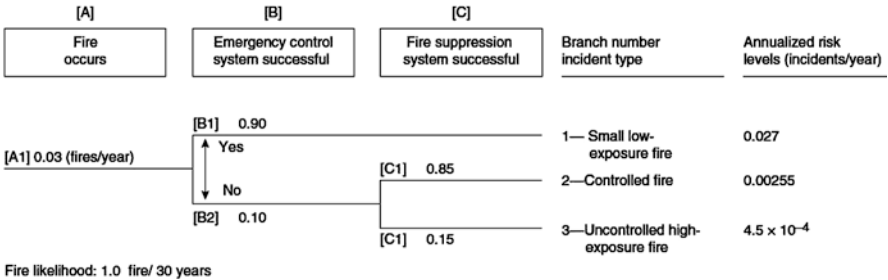 [A] [B] [C]
Fire occurs
Emergency control system successful
Fire suppression system successful
Branch number incident type
Annualized risk levels (incidents/year)
[B1] 0.90
Yes
1— Small low-exposure fire
0.027
[A1] 0.03 (fires/year)
[C1] 0.85
2—Controlled fire
0.00255
No
[B2] 0.10
[C1] 0.15
3—Uncontrolled high-exposure fire
4.5 × 10⁻⁴
Fire likelihood: 1.0 fire/ 30 years